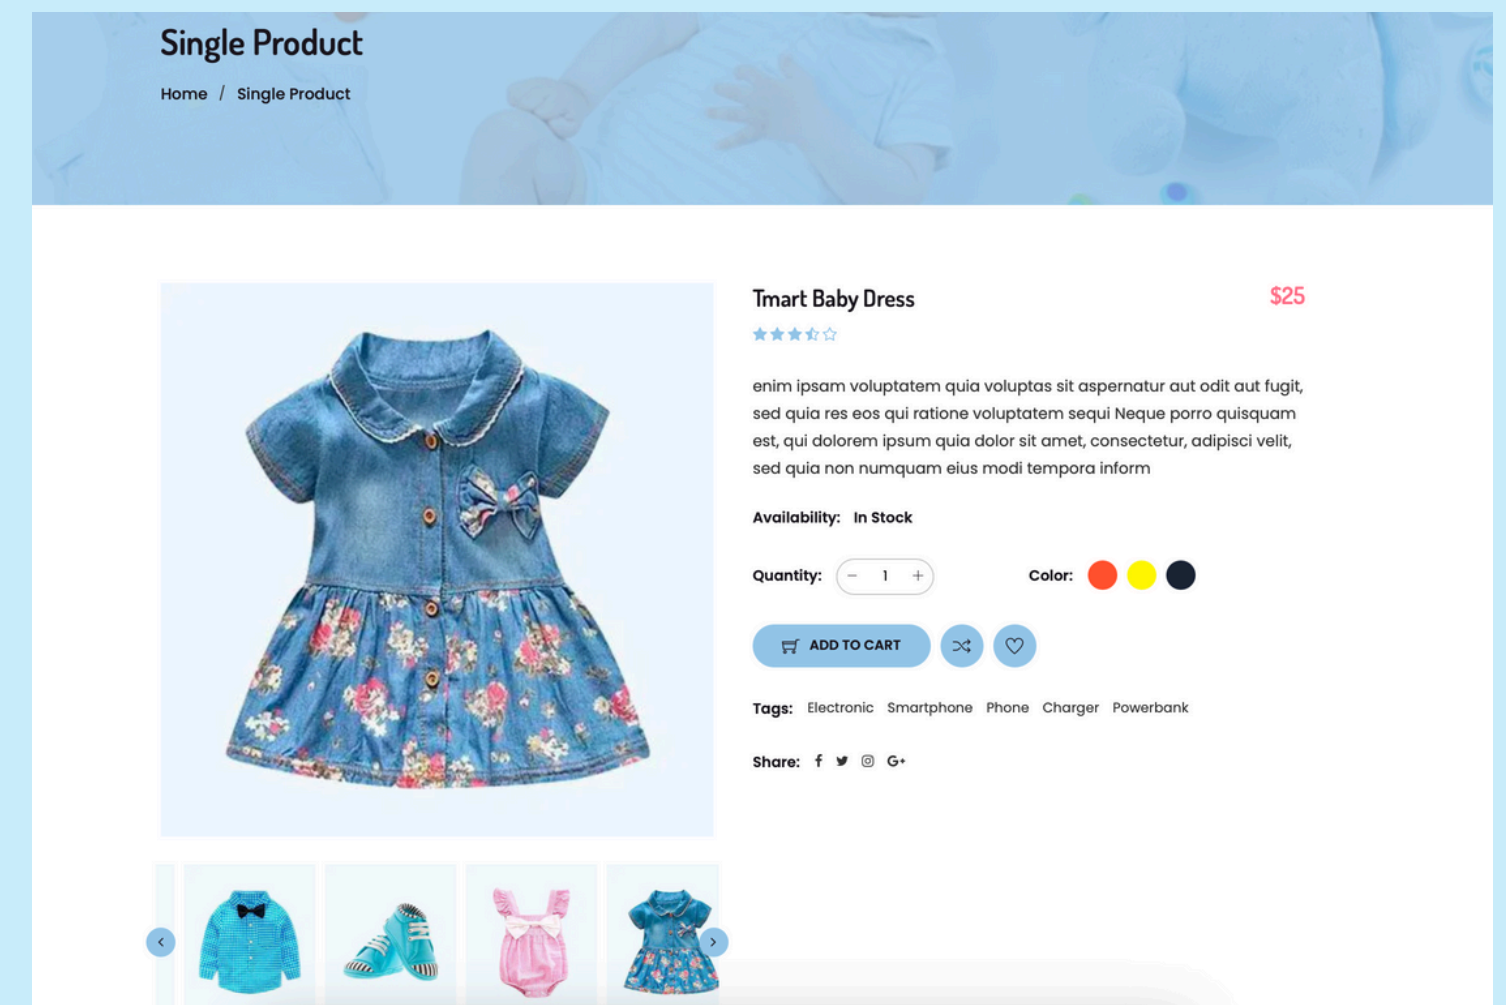 Single Product
Home / Single Product
Tmart Baby Dress
$25
enim ipsam voluptatem quia voluptas sit aspernatur aut odit aut fugit,
sed quia res eos qui ratione voluptatem sequi Neque porro quisquam
est, qui dolorem ipsum quia dolor sit amet, consectetur, adipisci velit,
sed quia non numquam eius modi tempora inform
Availability: In Stock
Quantity: − 1 +
Color:
ADD TO CART
Tags: Electronic Smartphone Phone Charger Powerbank
Share: G+